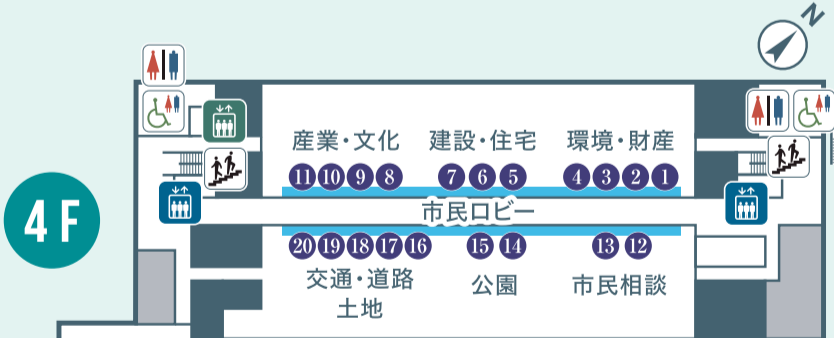 N
産業・文化 建設・住宅 環境・財産
11 10 9 8 7 6 5 4 3 2 1
4F
市民ロビー
20 19 18 17 16 15 14 13 12
交通・道路 公園 市民相談
土地